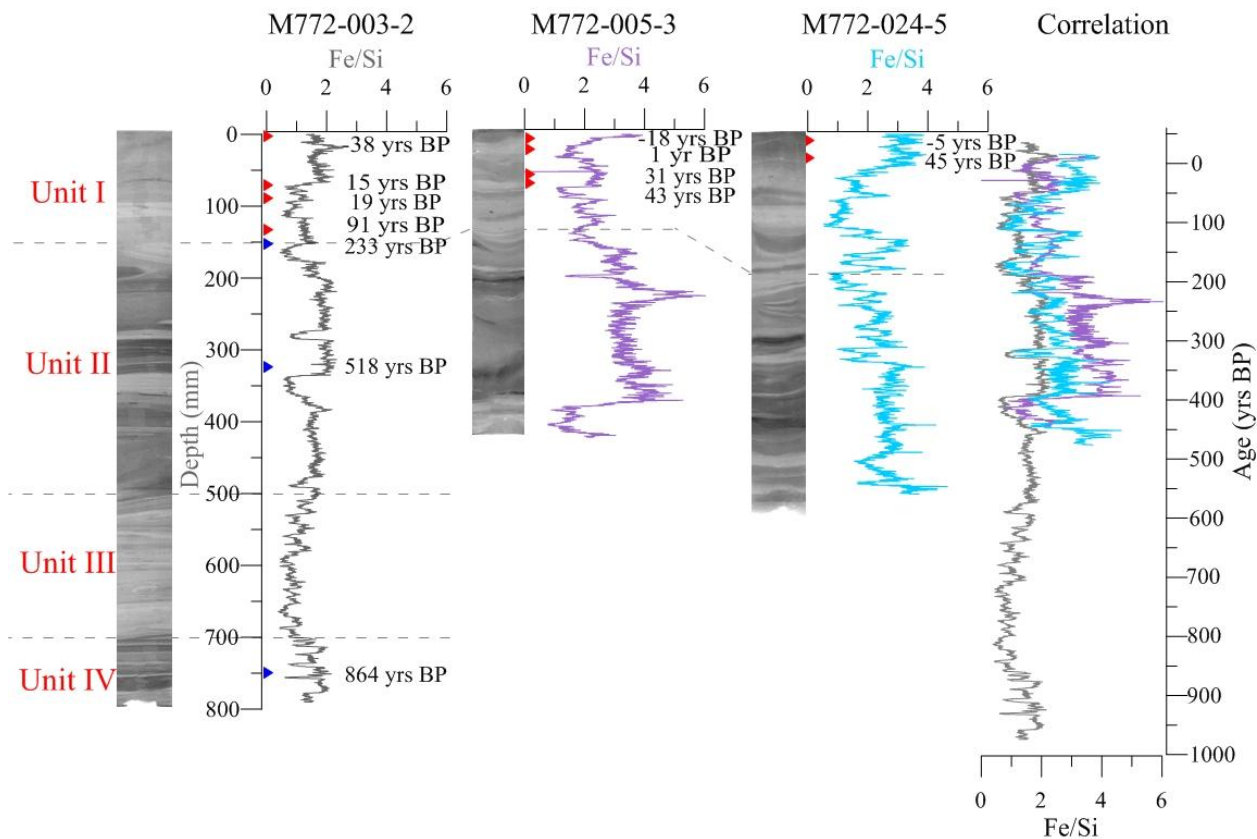 M772-003-2 M772-005-3 M772-024-5 Correlation
Fe/Si Fe/Si Fe/Si
0 2 4 6 0 2 4 6 0 2 4 6
0 -38 yrs BP -18 yrs BP -5 yrs BP 0
1 yr BP 45 yrs BP
Unit I 15 yrs BP 31 yrs BP
100 19 yrs BP 43 yrs BP 100
91 yrs BP
233 yrs BP
200 200
300 300
Unit II 518 yrs BP
400 400
Depth (mm) Age (yrs BP)
500 500
600 600
Unit III
700 700
Unit IV 864 yrs BP
800 800
900
1000
0 2 4 6
Fe/Si